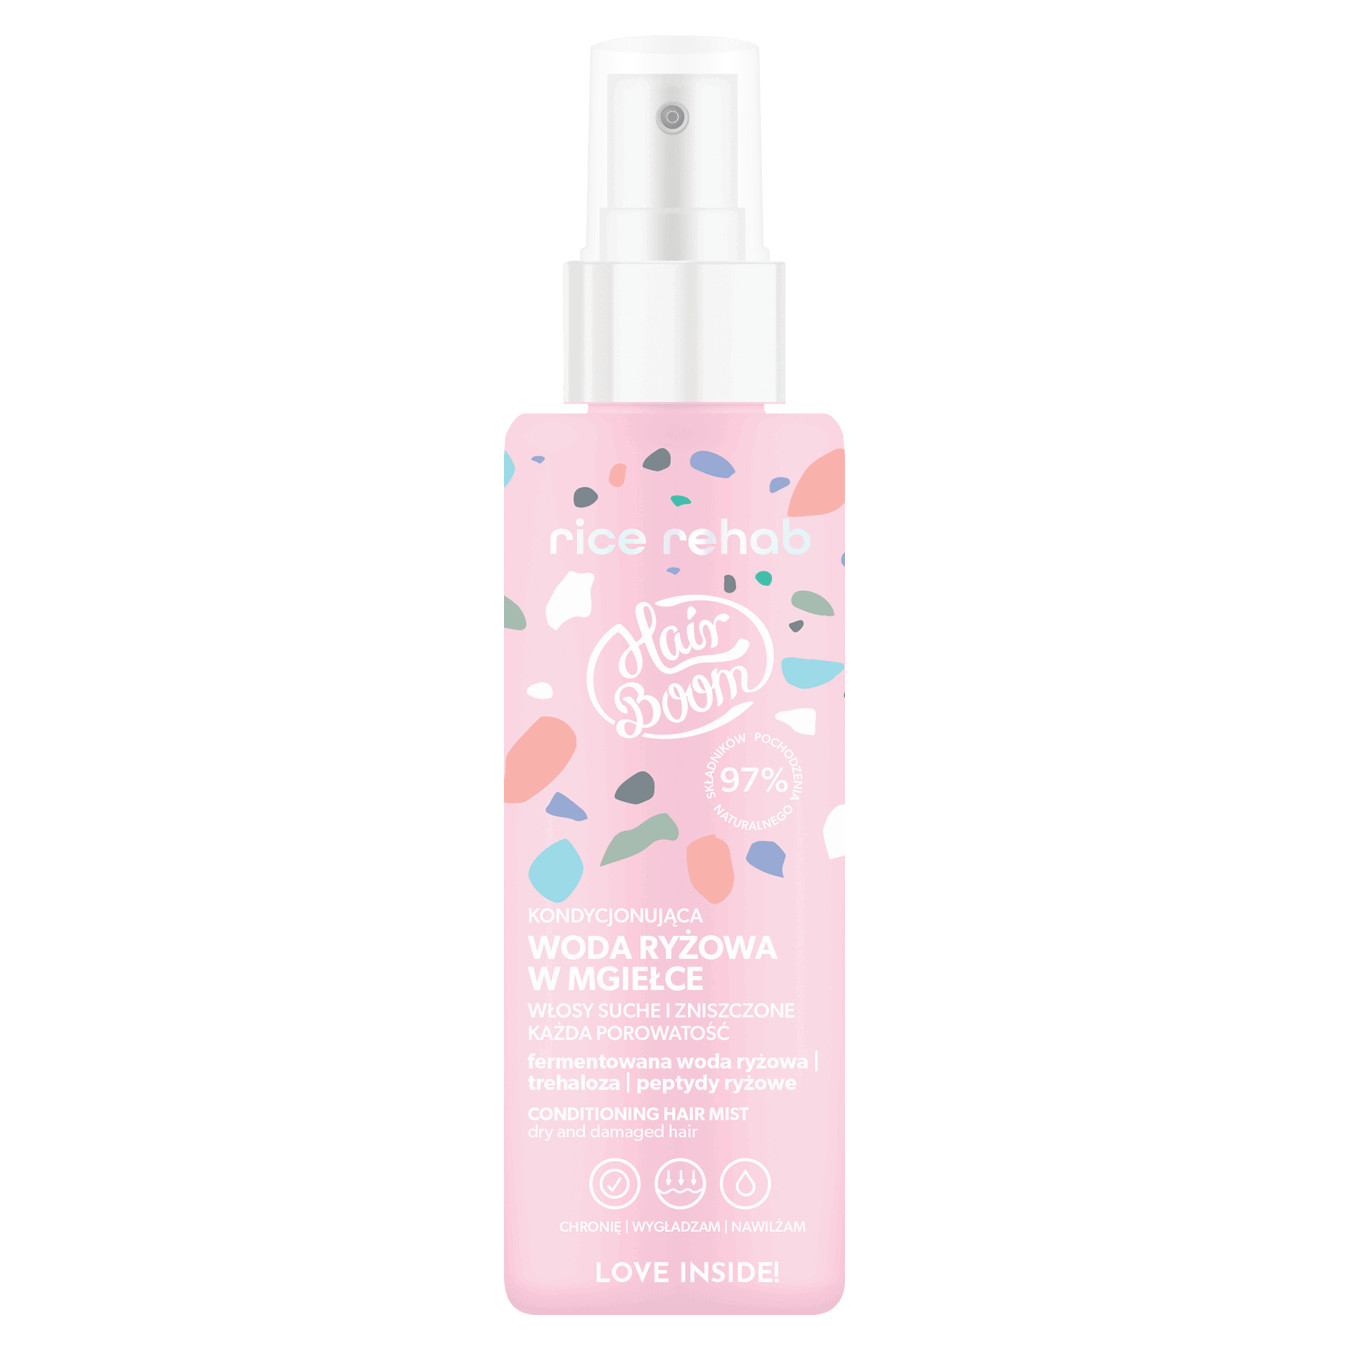 rice rehab
Hair
Boom
SKŁADNIKÓW POCHODZENIA NATURALNEGO
97%
KONDYCJONUJĄCA
WODA RYŻOWA
W MGIEŁCE
WŁOSY SUCHE I ZNISZCZONE
KAŻDA POROWATOŚĆ
fermentowana woda ryżowa |
trehaloza | peptydy ryżowe
CONDITIONING HAIR MIST
dry and damaged hair
CHRONIĘ | WYGŁADZAM | NAWILŻAM
LOVE INSIDE!